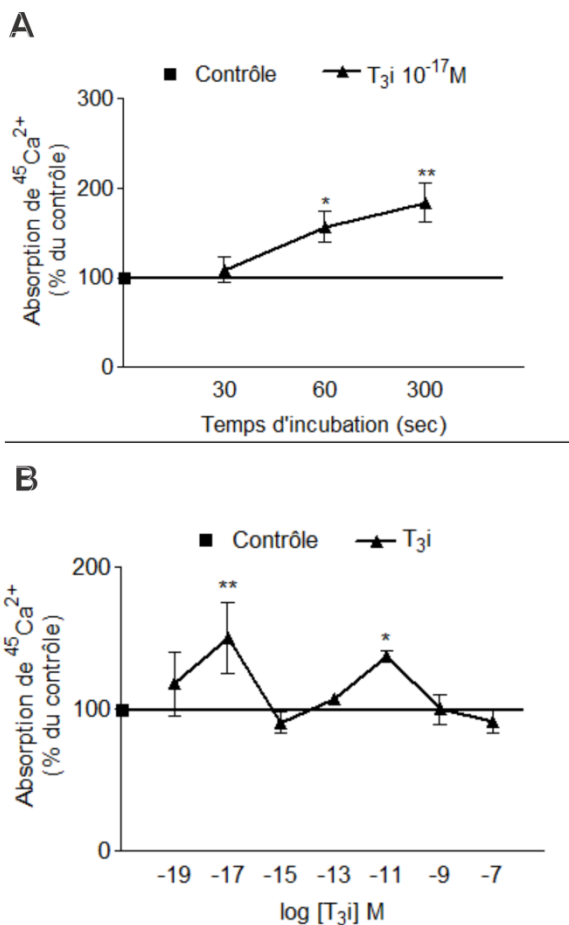 A
Contrôle T₃i 10⁻¹⁷M
Absorption de ⁴⁵Ca²⁺
(% du contrôle)
300
200
100
0
*
**
30 60 300
Temps d'incubation (sec)
B
Contrôle T₃i
Absorption de ⁴⁵Ca²⁺
(% du contrôle)
200
100
0
**
*
-19 -17 -15 -13 -11 -9 -7
log [T₃i] M